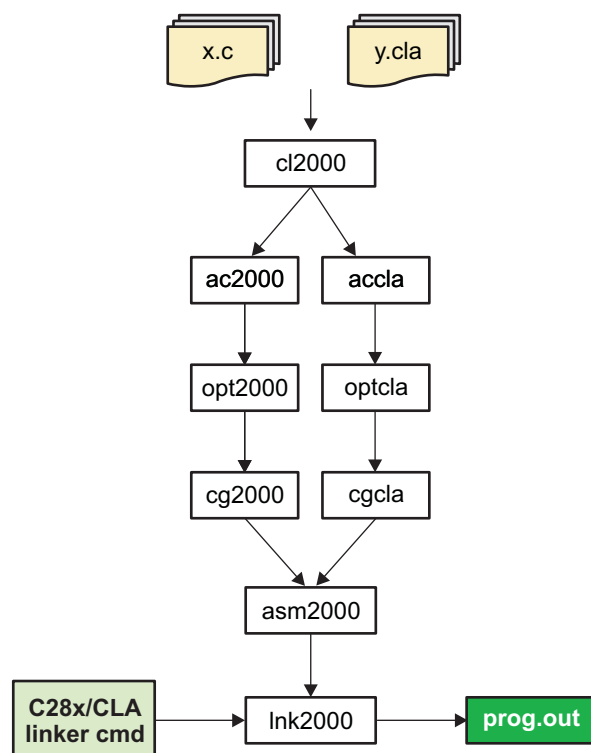 x.c
y.cla
cl2000
ac2000
accla
opt2000
optcla
cg2000
cgcla
asm2000
C28x/CLA
linker cmd
lnk2000
prog.out